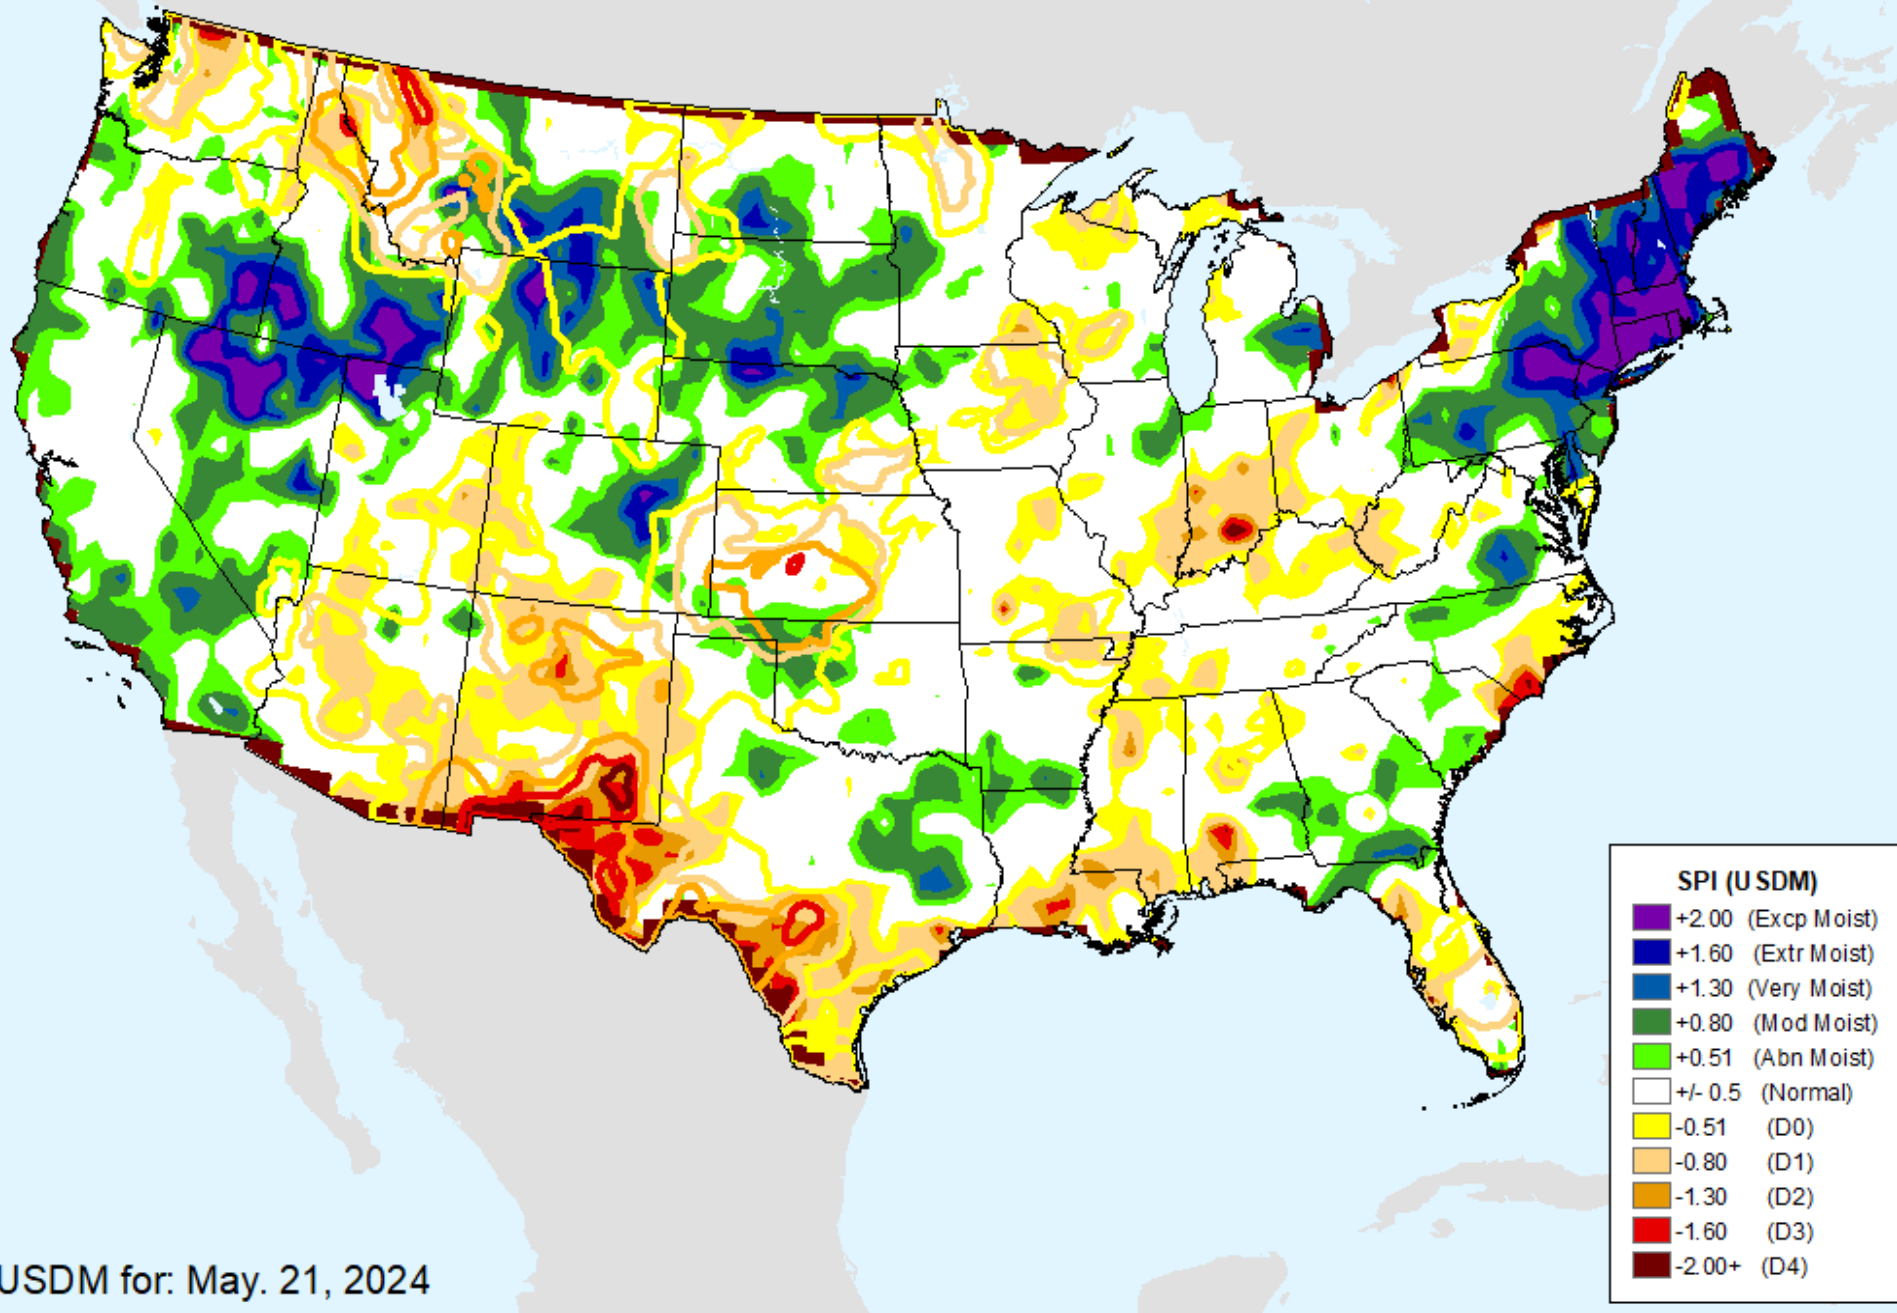 SPI (USDM)
+2.00 (Excp Moist)
+1.60 (Extr Moist)
+1.30 (Very Moist)
+0.80 (Mod Moist)
+0.51 (Abn Moist)
+/- 0.5 (Normal)
-0.51 (D0)
-0.80 (D1)
-1.30 (D2)
-1.60 (D3)
-2.00+ (D4)
USDM for: May. 21, 2024